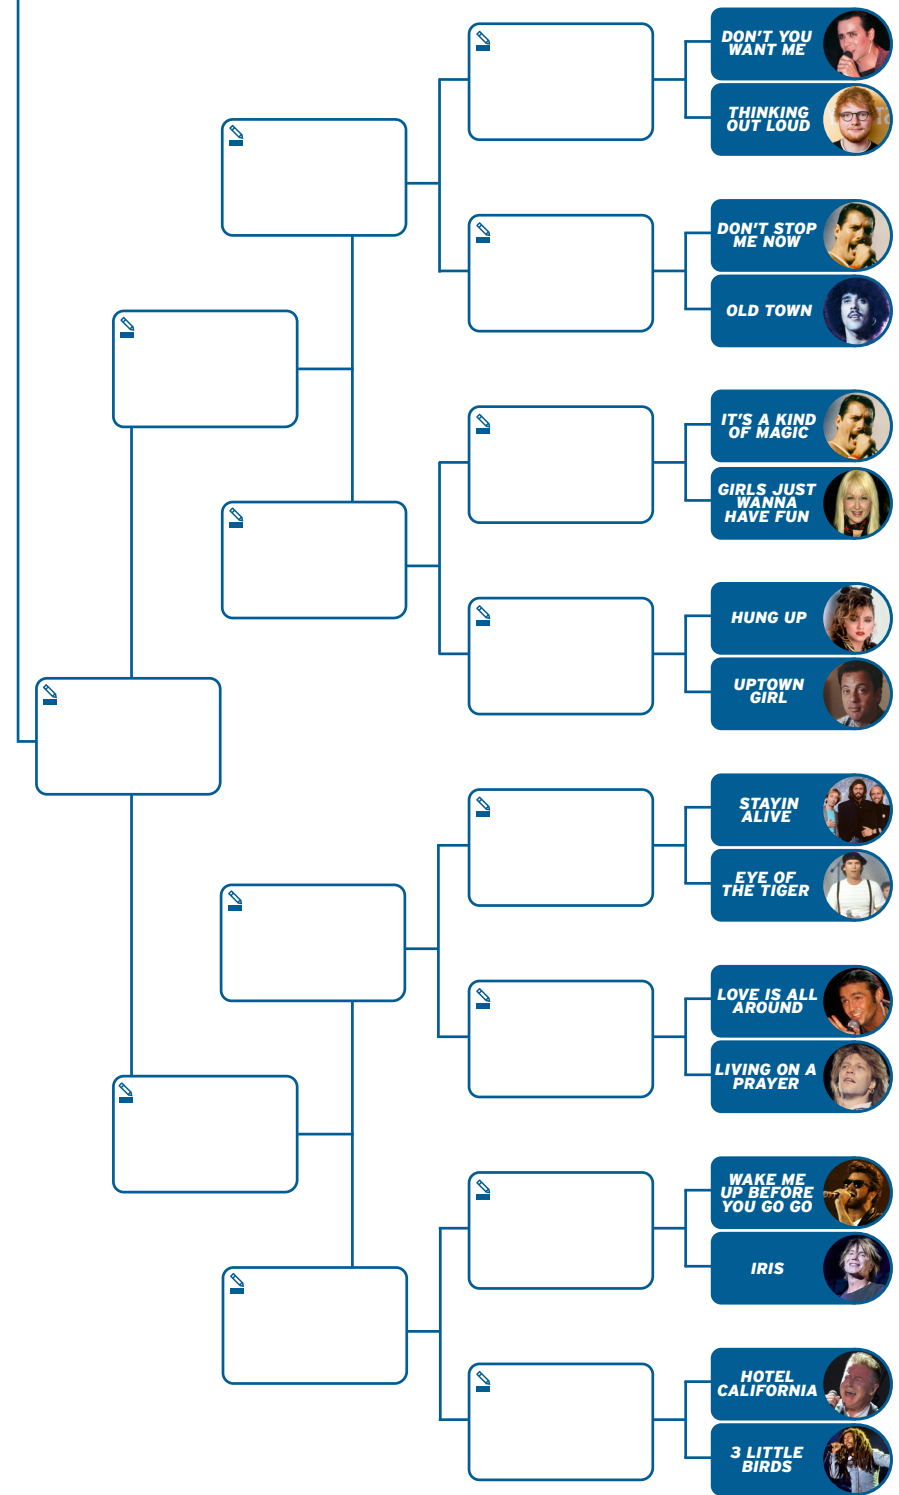 DON'T YOU
WANT ME
THINKING
OUT LOUD
DON'T STOP
ME NOW
OLD TOWN
IT'S A KIND
OF MAGIC
GIRLS JUST
WANNA
HAVE FUN
HUNG UP
UPTOWN
GIRL
STAYIN
ALIVE
EYE OF
THE TIGER
LOVE IS ALL
AROUND
LIVING ON A
PRAYER
WAKE ME
UP BEFORE
YOU GO GO
IRIS
HOTEL
CALIFORNIA
3 LITTLE
BIRDS